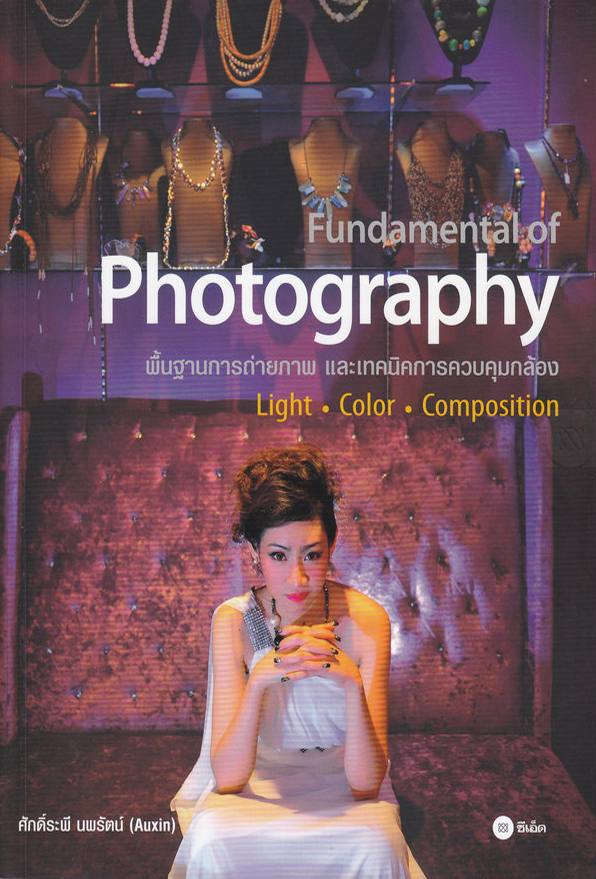 Fundamental of
Photography
พื้นฐานการถ่ายภาพ และเทคนิคการควบคุมกล้อง
Light • Color • Composition
ศักดิ์ระพี นพรัตน์ (Auxin)
ซีเอ็ด